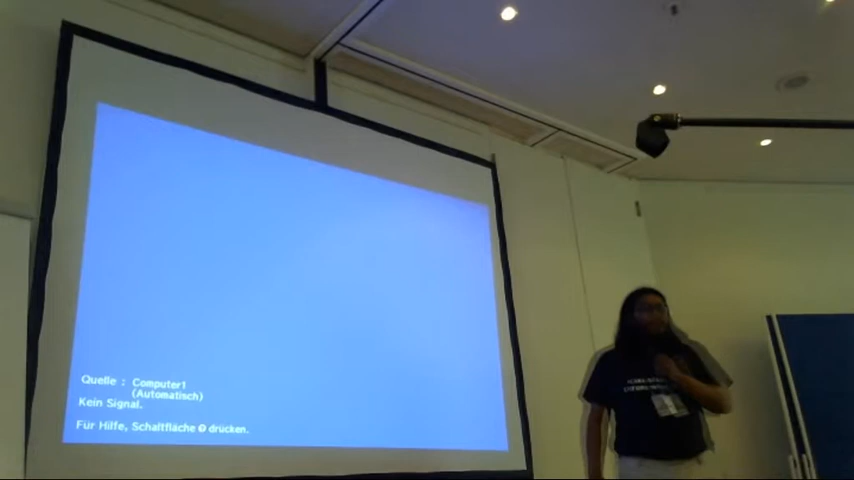 Quelle : Computer1
(Automatisch)
Kein Signal.
Für Hilfe, Schaltfläche ? drücken.